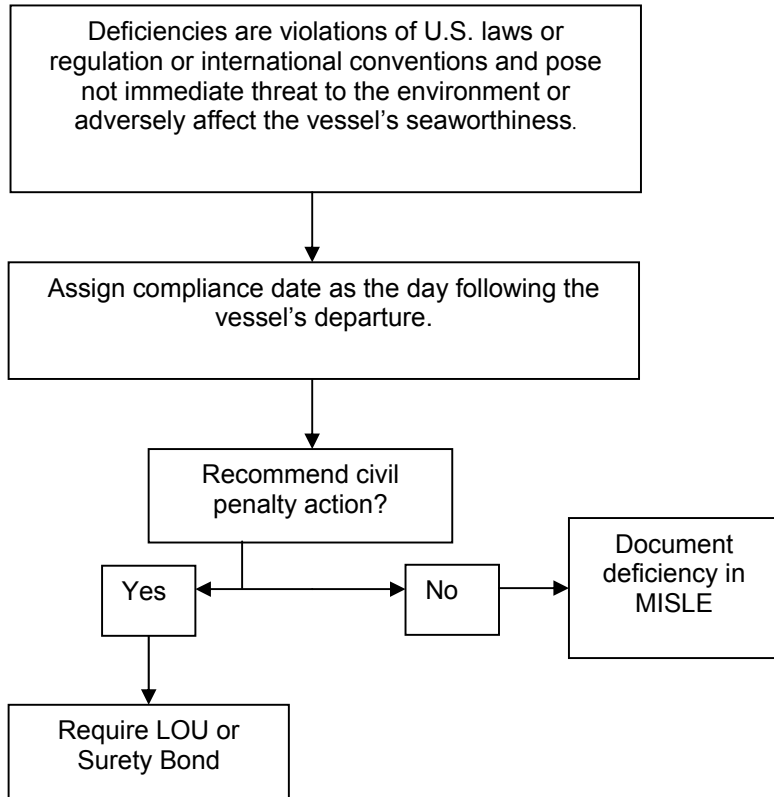 Deficiencies are violations of U.S. laws or
regulation or international conventions and pose
not immediate threat to the environment or
adversely affect the vessel’s seaworthiness.
Assign compliance date as the day following the
vessel’s departure.
Recommend civil
penalty action?
Yes
No
Document
deficiency in
MISLE
Require LOU or
Surety Bond